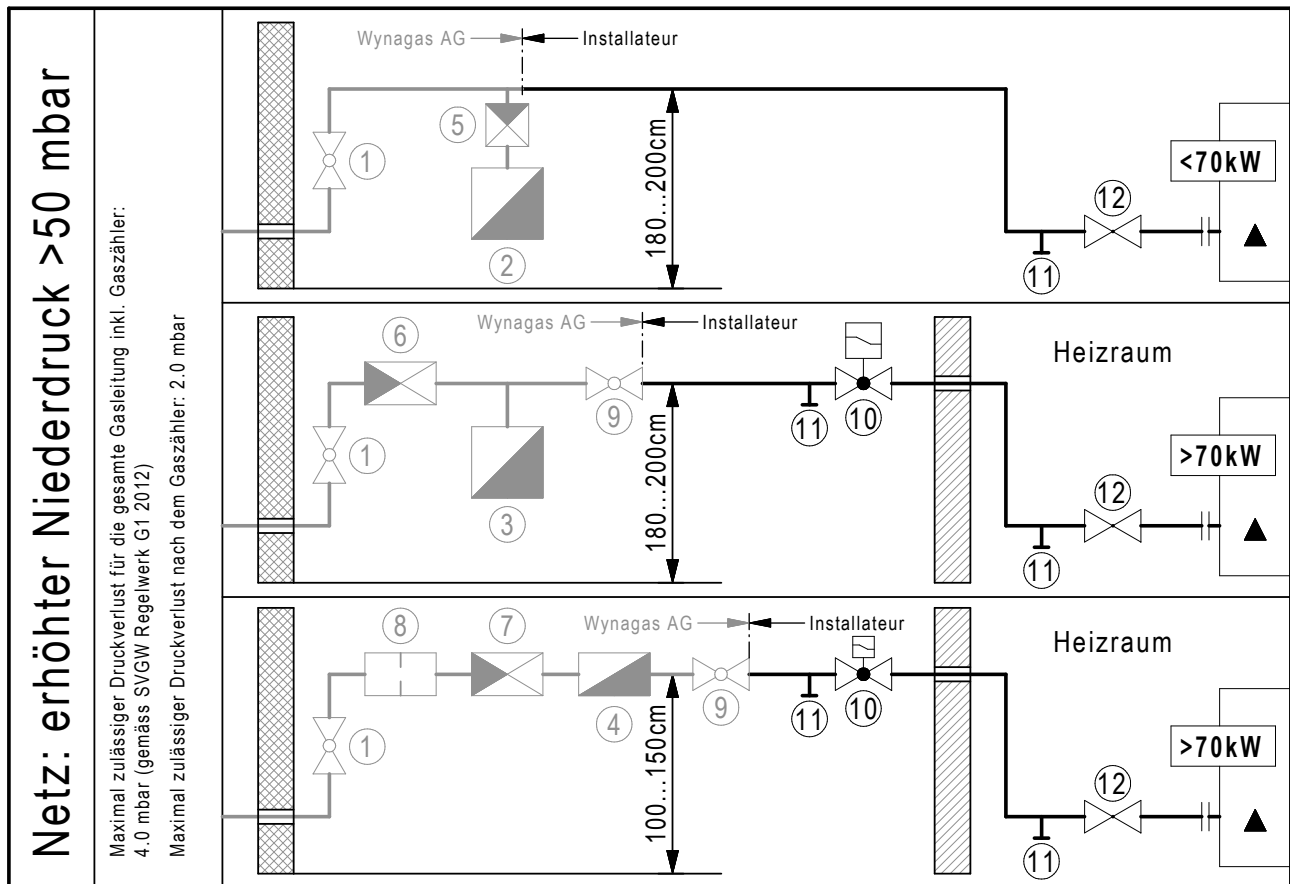 Netz: erhöhter Niederdruck >50 mbar
Maximal zulässiger Druckverlust für die gesamte Gasleitung inkl. Gaszähler:
4.0 mbar (gemäss SVGW Regelwerk G1 2012)
Maximal zulässiger Druckverlust nach dem Gaszähler: 2.0 mbar
Wynagas AG
Installateur
1
5
2
180...200cm
11
12
<70kW
Wynagas AG
Installateur
6
1
3
9
180...200cm
11
10
Heizraum
11
12
>70kW
Wynagas AG
Installateur
8
7
1
4
9
100...150cm
11
10
Heizraum
11
12
>70kW